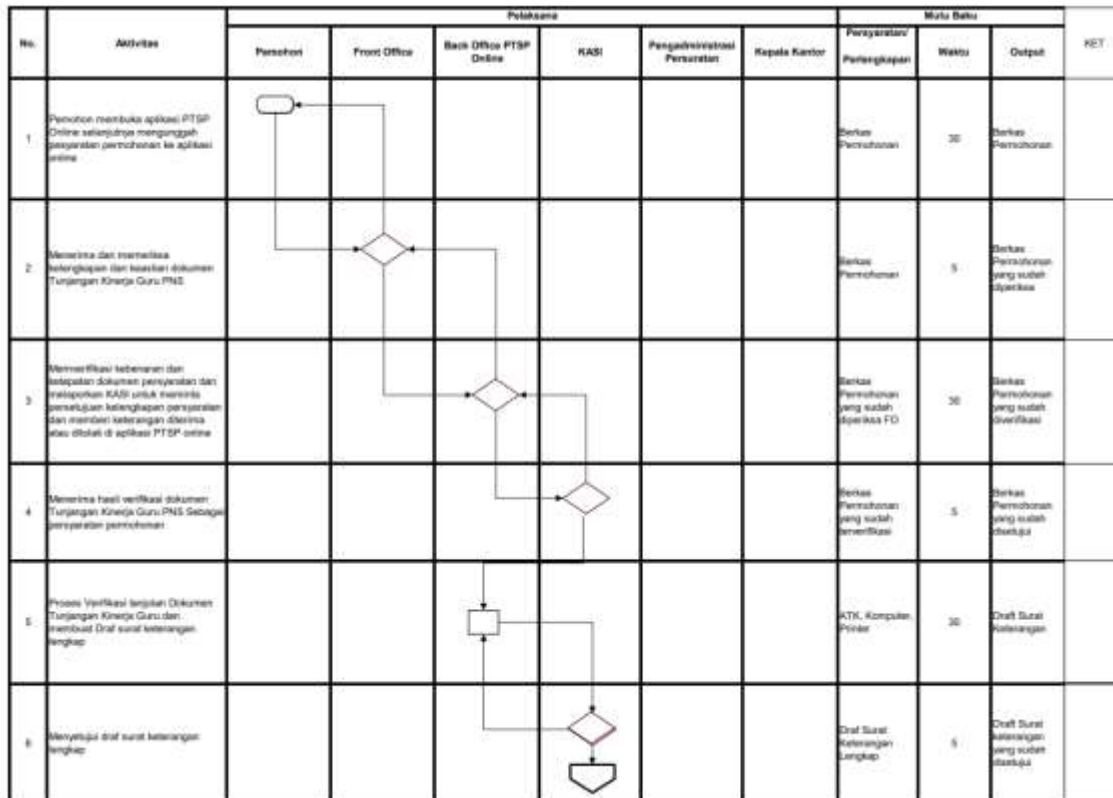 No.
Aktivitas
Pelaksana
Mutu Baku
KET
Pemohon
Front Office
Back Office PTSP
Online
KASI
Pengadministrasi
Persuratan
Kepala Kantor
Persyaratan/
Perlengkapan
Waktu
Output
1
Pemohon membuka aplikasi PTSP
Online selanjutnya mengunggah
persyaratan permohonan ke aplikasi
online
Berkas
Permohonan
30
Berkas
Permohonan
2
Menerima dan memeriksa
kelengkapan dan keaslian dokumen
Tunjangan Kinerja Guru PNS
Berkas
Permohonan
5
Berkas
Permohonan
yang sudah
diperiksa
3
Memverifikasi kebenaran dan
ketepatan dokumen persyaratan dan
melaporkan KASI untuk meminta
persetujuan kelengkapan persyaratan
dan memberi keterangan diterima
atau ditolak di aplikasi PTSP online
Berkas
Permohonan
yang sudah
diperiksa FO
30
Berkas
Permohonan
yang sudah
diverifikasi
4
Menerima hasil verifikasi dokumen
Tunjangan Kinerja Guru PNS Sebagai
persyaratan permohonan
Berkas
Permohonan
yang sudah
terverifikasi
5
Berkas
Permohonan
yang sudah
disetujui
5
Proses Verifikasi lanjutan Dokumen
Tunjangan Kinerja Guru dan
membuat Draf surat keterangan
lengkap
ATK, Komputer,
Printer
30
Draft Surat
Keterangan
6
Menyetujui draf surat keterangan
lengkap
Draf Surat
Keterangan
Lengkap
5
Draft Surat
keterangan
yang sudah
disetujui